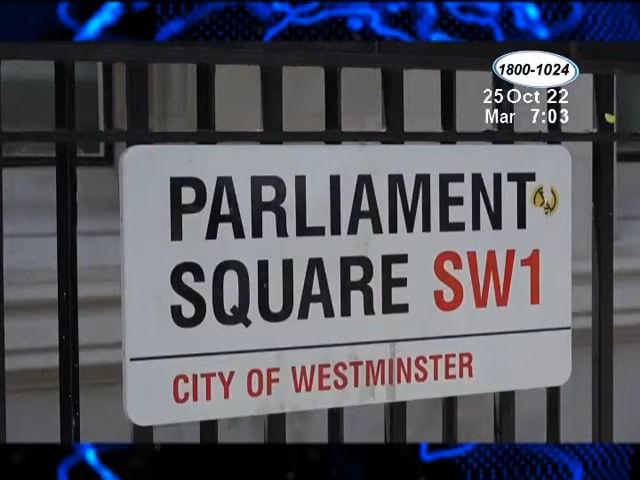 1800-1024
25 Oct 22
Mar 7:03
PARLIAMENT
SQUARE SW1
CITY OF WESTMINSTER